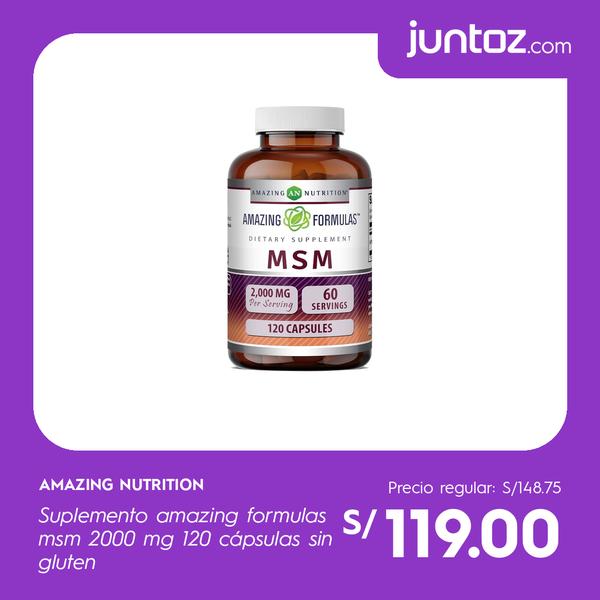 juntoz.com
AMAZING AN NUTRITION
AMAZING FORMULAS™
DIETARY SUPPLEMENT
MSM
2,000 MG
Per Serving
60
SERVINGS
120 CAPSULES
AMAZING NUTRITION
Suplemento amazing formulas
msm 2000 mg 120 cápsulas sin
gluten
Precio regular: S/148.75
S/119.00